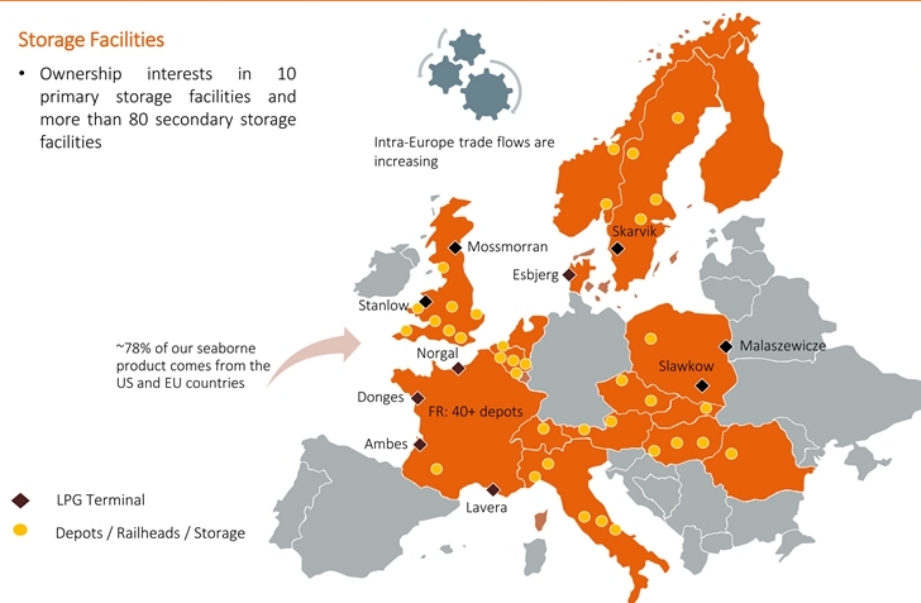 Storage Facilities
• Ownership interests in 10
primary storage facilities and
more than 80 secondary storage
facilities
Intra-Europe trade flows are
increasing
Skarvik
Mossmorran
Esbjerg
Stanlow
~78% of our seaborne
product comes from the
US and EU countries
Norgal
Malaszewicze
Slawkow
Donges
FR: 40+ depots
Ambes
Lavera
LPG Terminal
Depots / Railheads / Storage